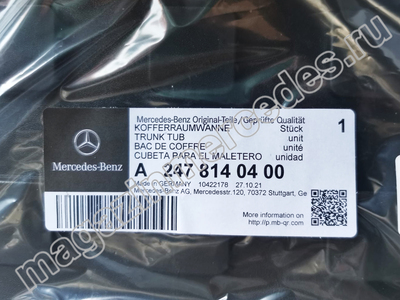 Mercedes-Benz Original-Teile/Geprüfte Qualität
KOFFERRAUMWANNE Stück 1
TRUNK TUB unit
BAC DE COFFRE unité
CUBETA PARA EL MALETERO unidad
Mercedes-Benz
A 247 814 04 00
Made in GERMANY 10422178 27.10.21
Mercedes-Benz AG, Mercedesstr.120, 70372 Stuttgart, Ge
More information on
http://p.mb-qr.com
magazin-mercedes.ru